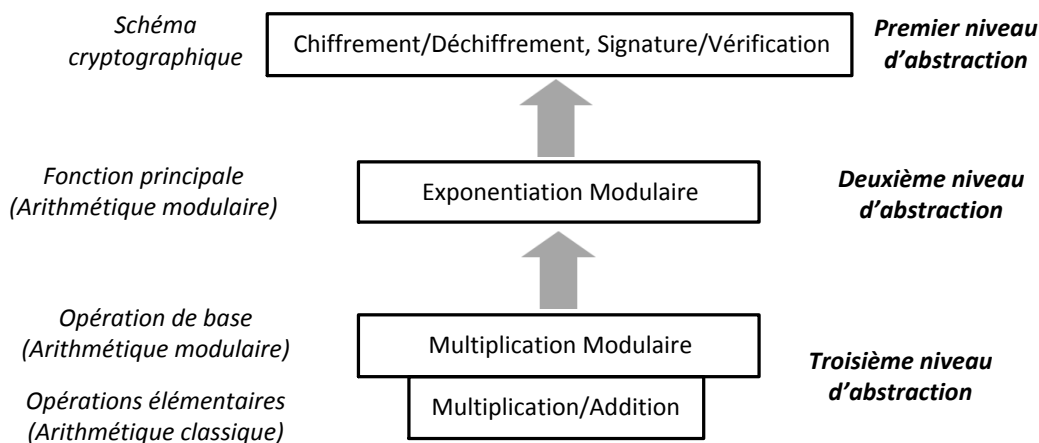 Schéma
cryptographique
Chiffrement/Déchiffrement, Signature/Vérification
Premier niveau
d’abstraction
Fonction principale
(Arithmétique modulaire)
Exponentiation Modulaire
Deuxième niveau
d’abstraction
Opération de base
(Arithmétique modulaire)
Multiplication Modulaire
Troisième niveau
d’abstraction
Opérations élémentaires
(Arithmétique classique)
Multiplication/Addition